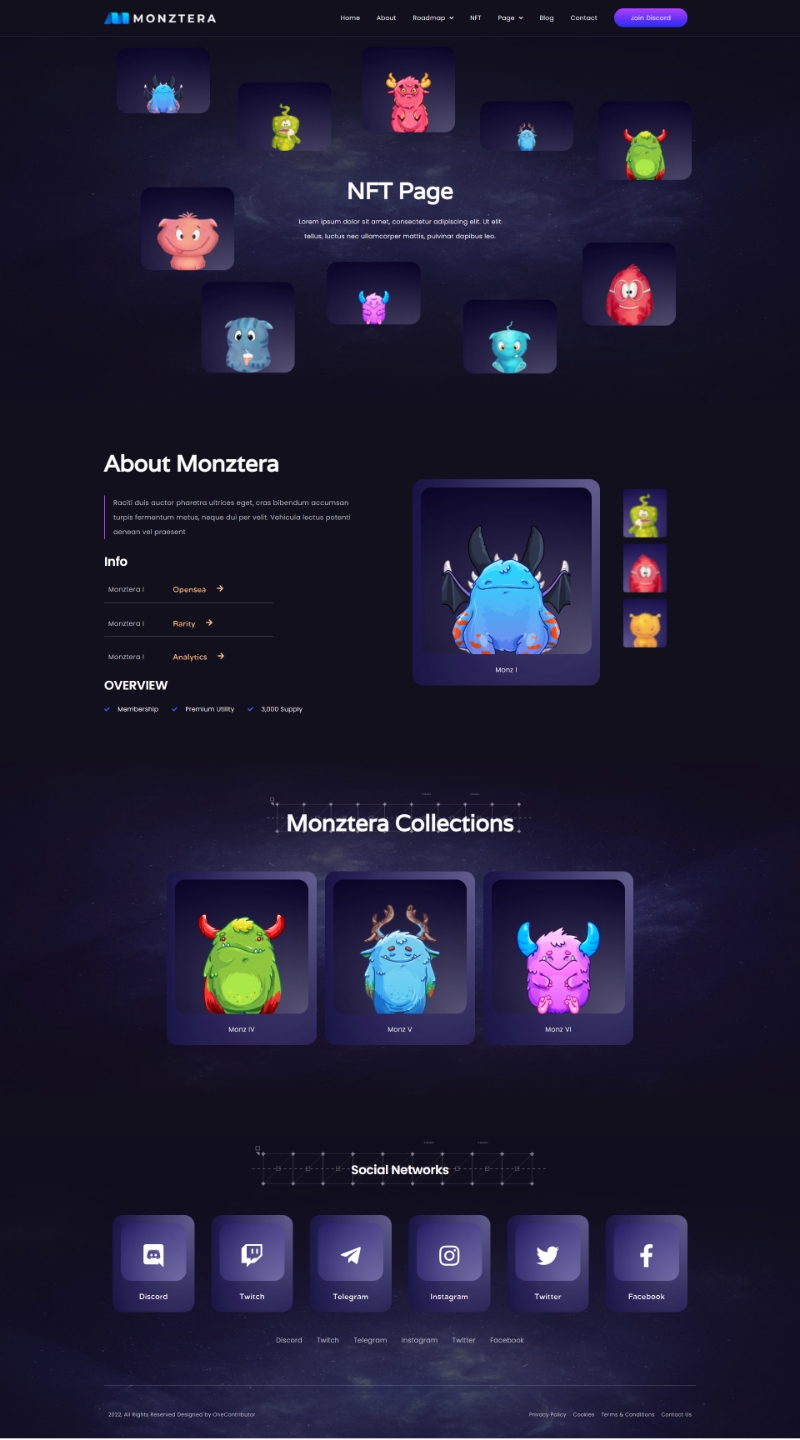 MONZTERA
Home About Roadmap NFT Page Blog Contact Join Discord
NFT Page
Lorem ipsum dolor sit amet, consectetur adipiscing elit. Ut elit
tellus, luctus nec ullamcorper mattis, pulvinar dapibus leo.
About Monztera
Raciti duis auctor pharetra ultrices eget, cras bibendum accumsan
turpis fermentum metus, neque dui per velit. Vehicula lectus potenti
aenean vel praesent
Info
Monztera I Opensea
Monztera I Rarity
Monztera I Analytics
OVERVIEW
Membership Premium Utility 3,000 Supply
Monz I
Monztera Collections
Monz IV Monz V Monz VI
Social Networks
Discord Twitch Telegram Instagram Twitter Facebook
Discord Twitch Telegram Instagram Twitter Facebook
2022, All Rights Reserved Designed by OneContributor
Privacy Policy Cookies Terms & Conditions Contact Us